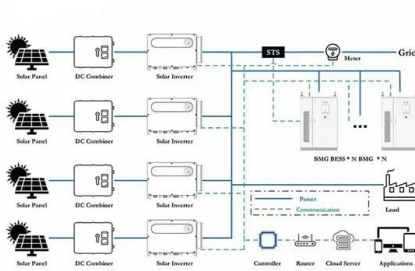 STS
Grid
Solar Panel
DC Combiner
Solar Inverter
Meter
Solar Panel
DC Combiner
Solar Inverter
BMG BESS * N BMG * N
Solar Panel
DC Combiner
Solar Inverter
Power
Communication
Load
Solar Panel
DC Combiner
Solar Inverter
Controller
Router
Cloud Server
Applications